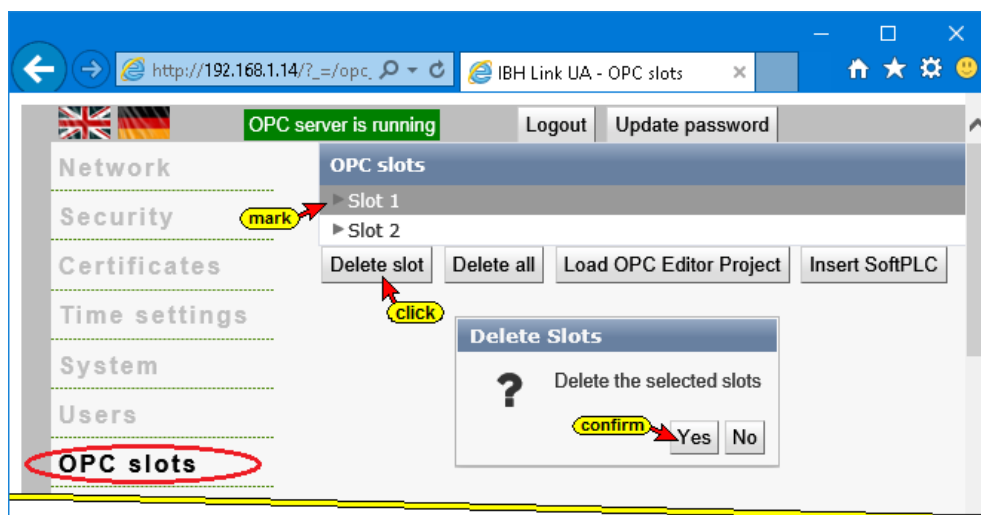 http://192.168.1.14/?_=/opc_
IBH Link UA - OPC slots
OPC server is running
Logout
Update password
Network
Security
Certificates
Time settings
System
Users
OPC slots
OPC slots
Slot 1
mark
Slot 2
Delete slot
Delete all
Load OPC Editor Project
Insert SoftPLC
click
Delete Slots
?
Delete the selected slots
confirm
Yes
No